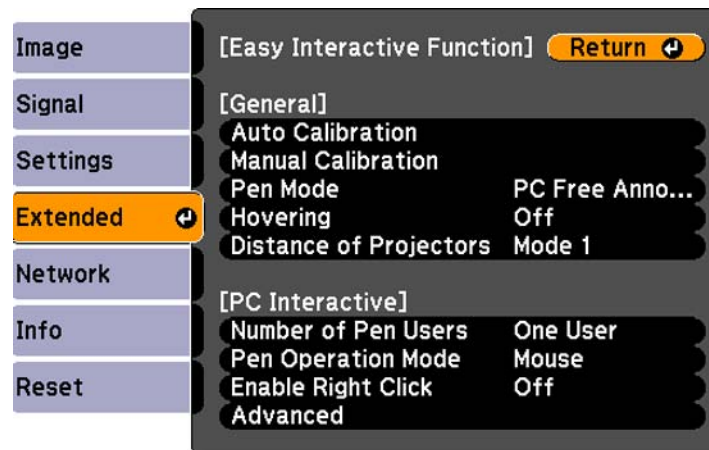 Image
Signal
Settings
Extended
Network
Info
Reset
[Easy Interactive Function] Return
[General]
Auto Calibration
Manual Calibration
Pen Mode PC Free Anno...
Hovering Off
Distance of Projectors Mode 1
[PC Interactive]
Number of Pen Users One User
Pen Operation Mode Mouse
Enable Right Click Off
Advanced